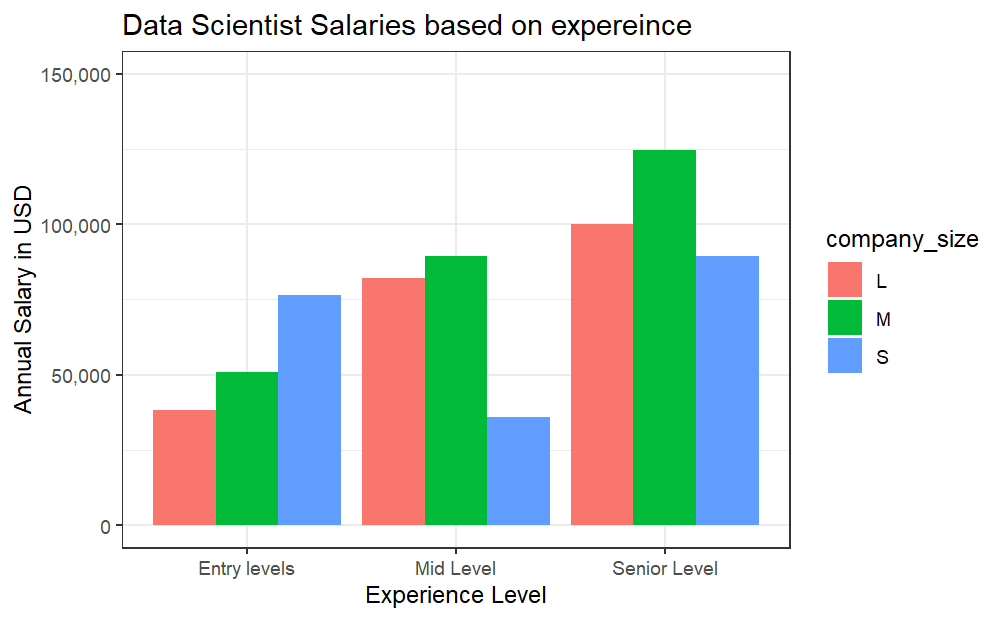 Data Scientist Salaries based on expereince
Annual Salary in USD
150,000
100,000
50,000
0
Entry levels
Mid Level
Senior Level
Experience Level
company_size
L
M
S